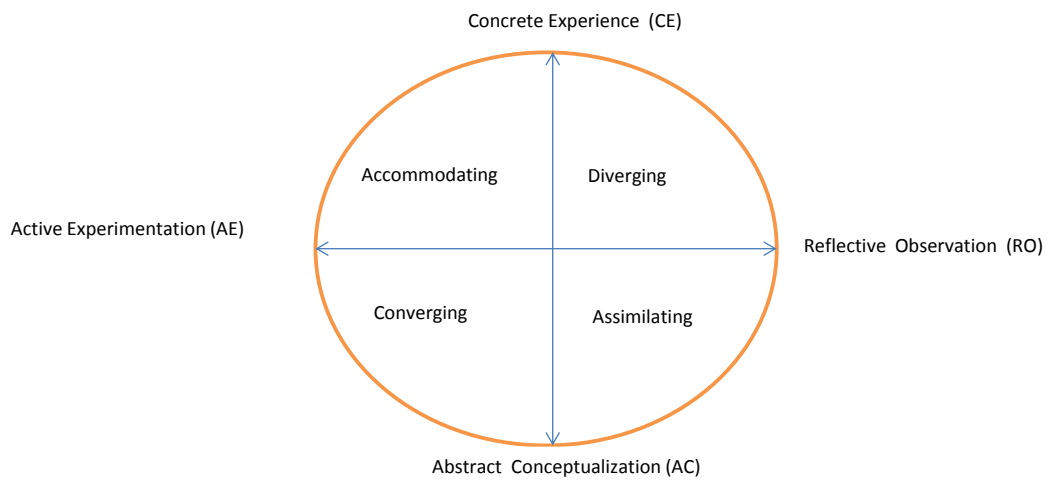 Concrete Experience (CE)
Accommodating
Diverging
Active Experimentation (AE)
Reflective Observation (RO)
Converging
Assimilating
Abstract Conceptualization (AC)